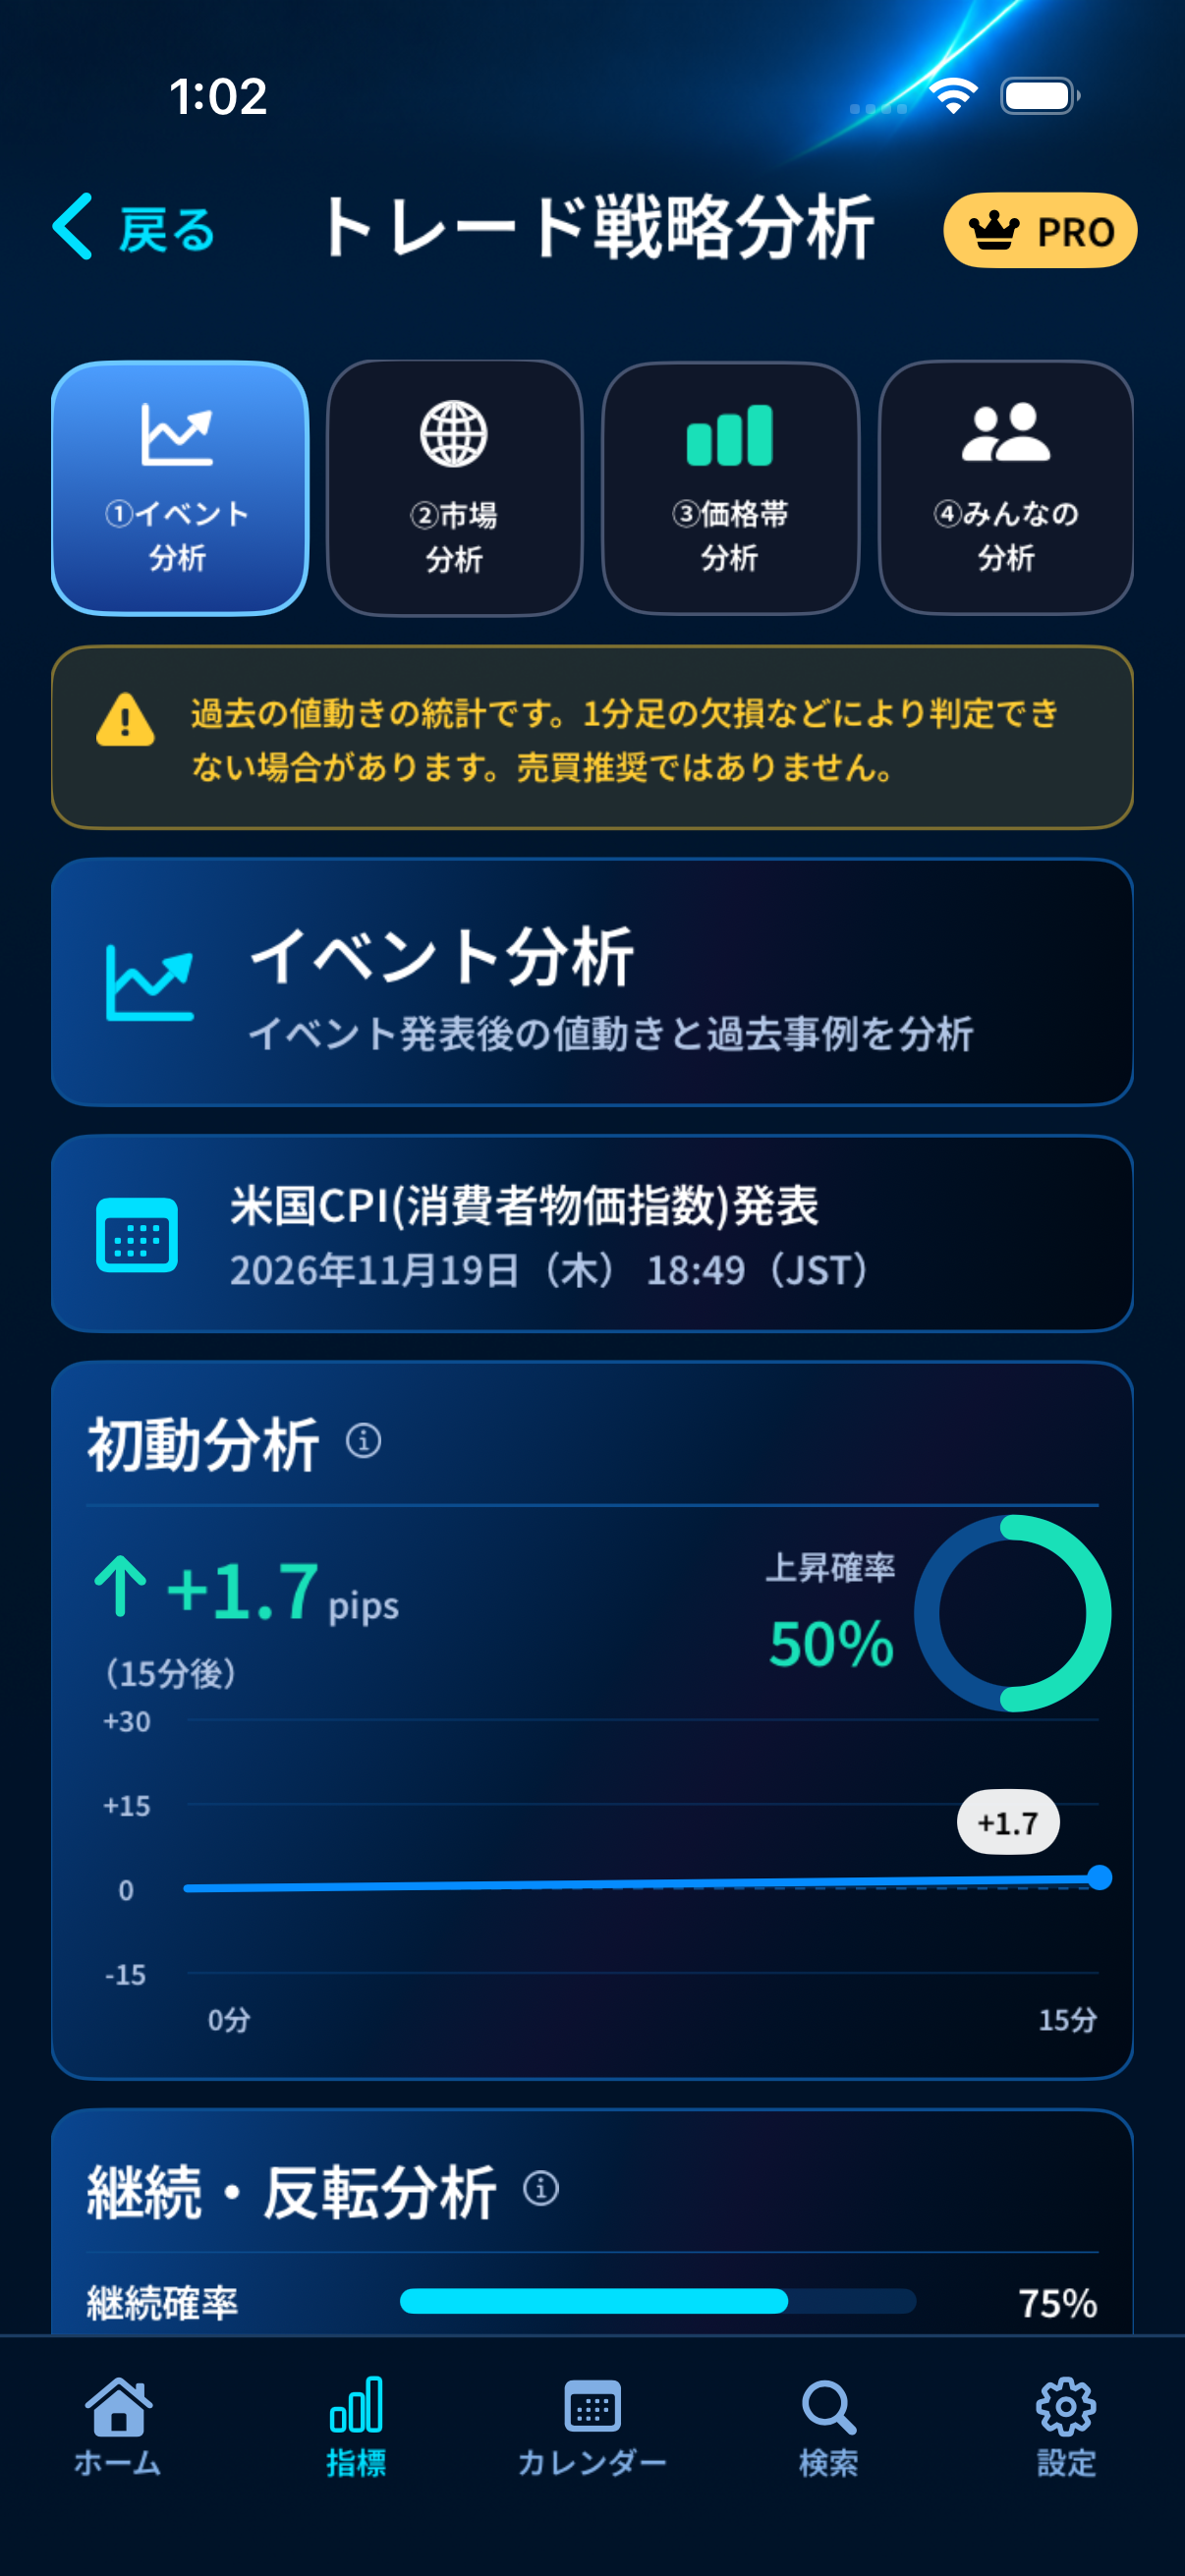 1:02
戻る
トレード戦略分析
PRO
①イベント
分析
②市場
分析
③価格帯
分析
④みんなの
分析
過去の値動きの統計です。1分足の欠損などにより判定でき
ない場合があります。売買推奨ではありません。
イベント分析
イベント発表後の値動きと過去事例を分析
米国CPI(消費者物価指数)発表
2026年11月19日（木） 18:49（JST）
初動分析
+1.7 pips
（15分後）
上昇確率
50%
+30
+15
+1.7
0
-15
0分
15分
継続・反転分析
継続確率
75%
ホーム
指標
カレンダー
検索
設定